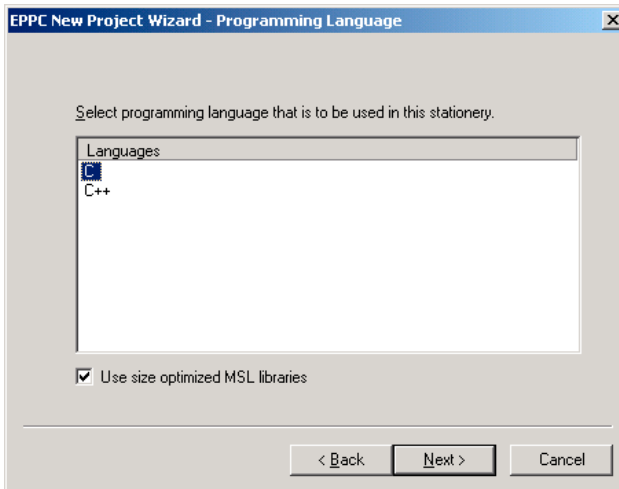 EPPC New Project Wizard - Programming Language
Select programming language that is to be used in this stationery.
Languages
C
C++
Use size optimized MSL libraries
< Back Next > Cancel